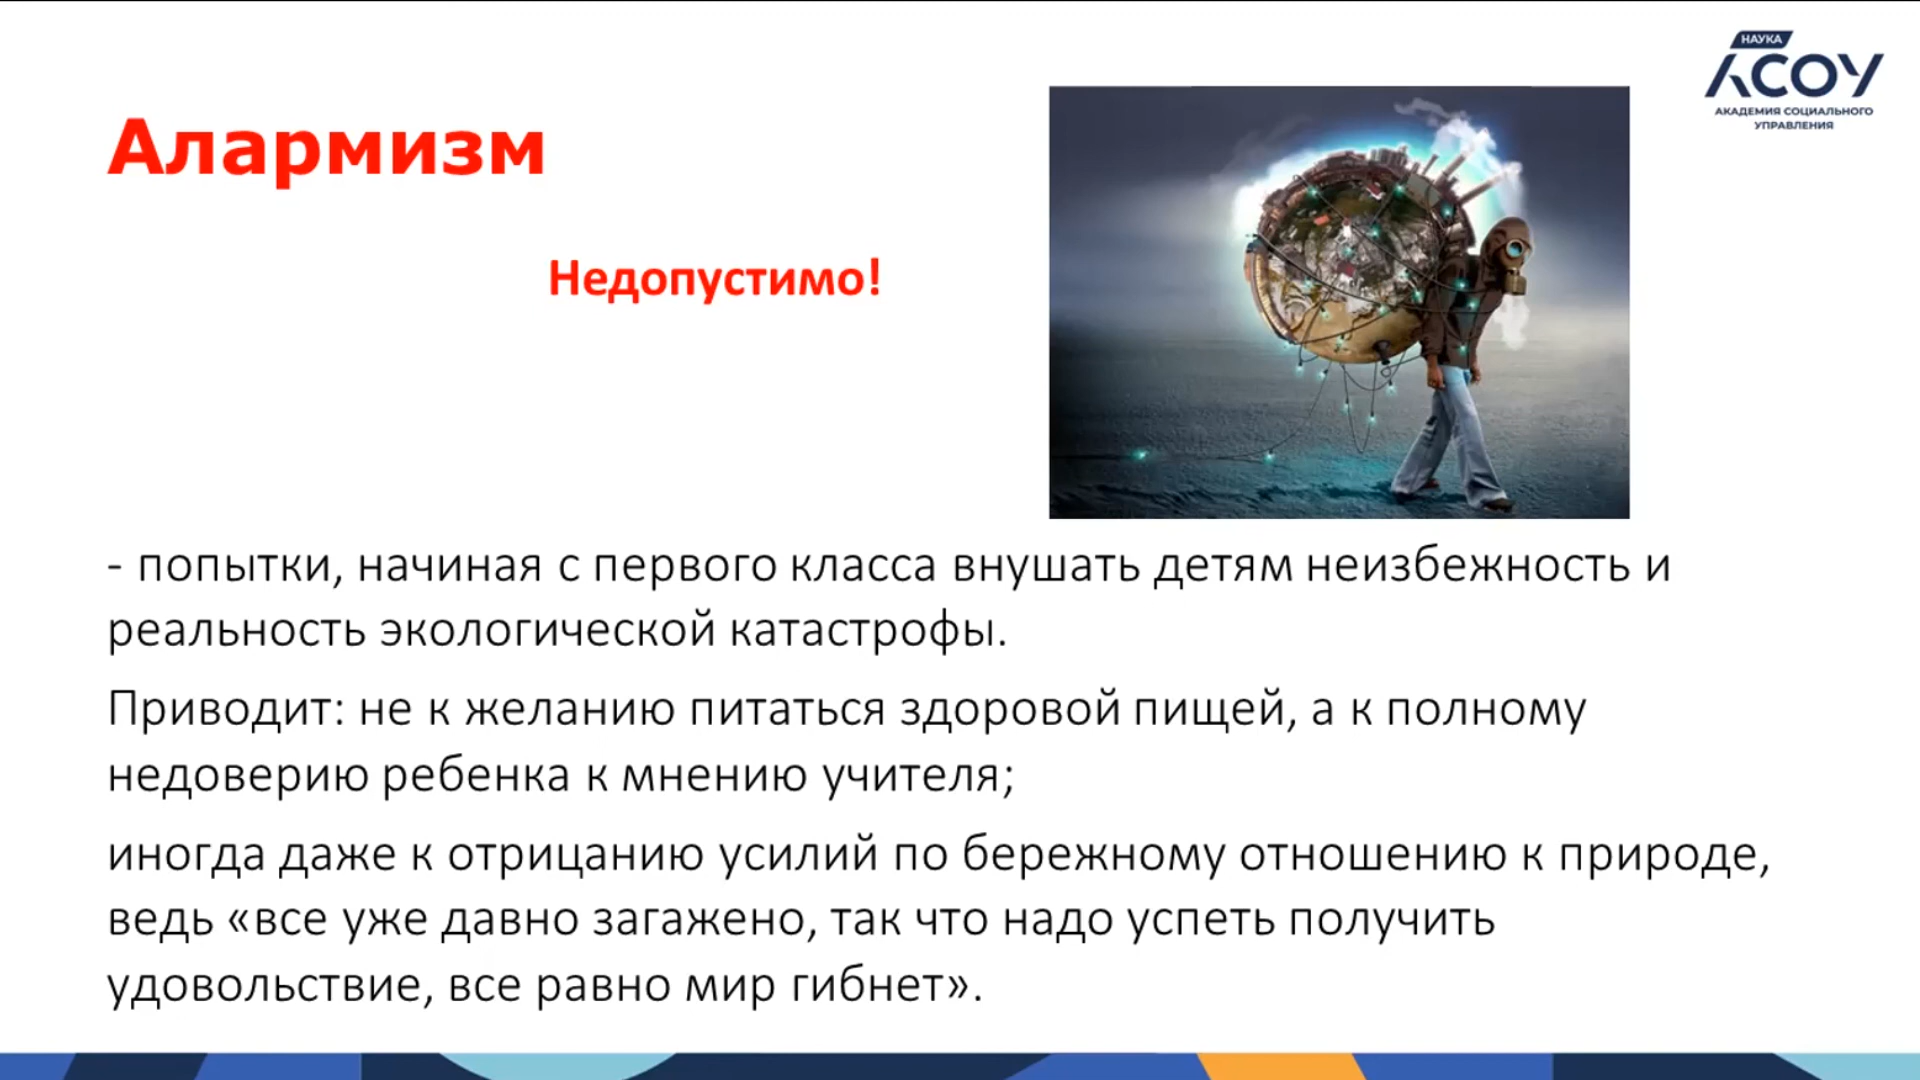 НАУКА
АСОУ
АКАДЕМИЯ СОЦИАЛЬНОГО
УПРАВЛЕНИЯ
Алармизм
Недопустимо!
- попытки, начиная с первого класса внушать детям неизбежность и
реальность экологической катастрофы.
Приводит: не к желанию питаться здоровой пищей, а к полному
недоверию ребенка к мнению учителя;
иногда даже к отрицанию усилий по бережному отношению к природе,
ведь «все уже давно загажено, так что надо успеть получить
удовольствие, все равно мир гибнет».